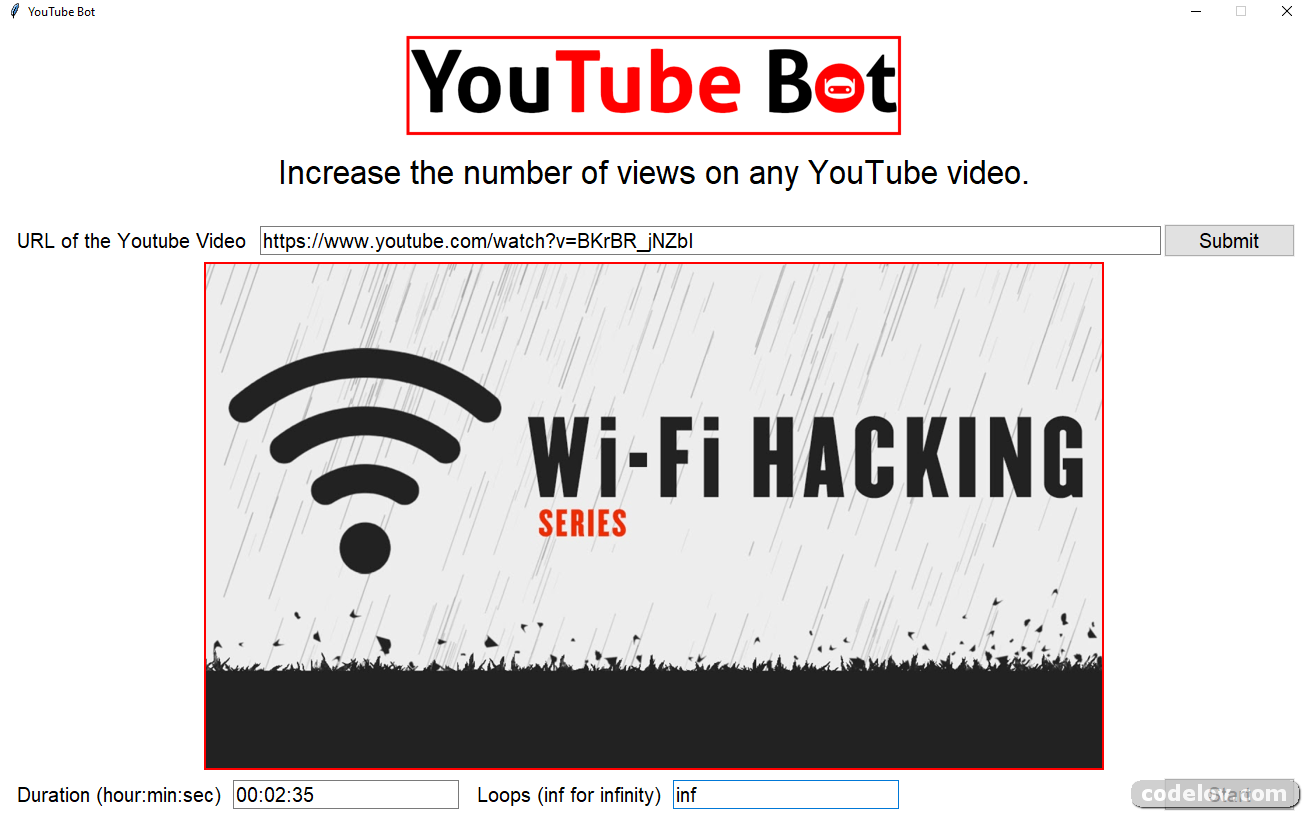 YouTube Bot
YouTube Bot
Increase the number of views on any YouTube video.
URL of the Youtube Video https://www.youtube.com/watch?v=BKrBR_jNZbI Submit
Wi-Fi HACKING
SERIES
Duration (hour:min:sec) 00:02:35 Loops (inf for infinity) inf Start
codelov.com